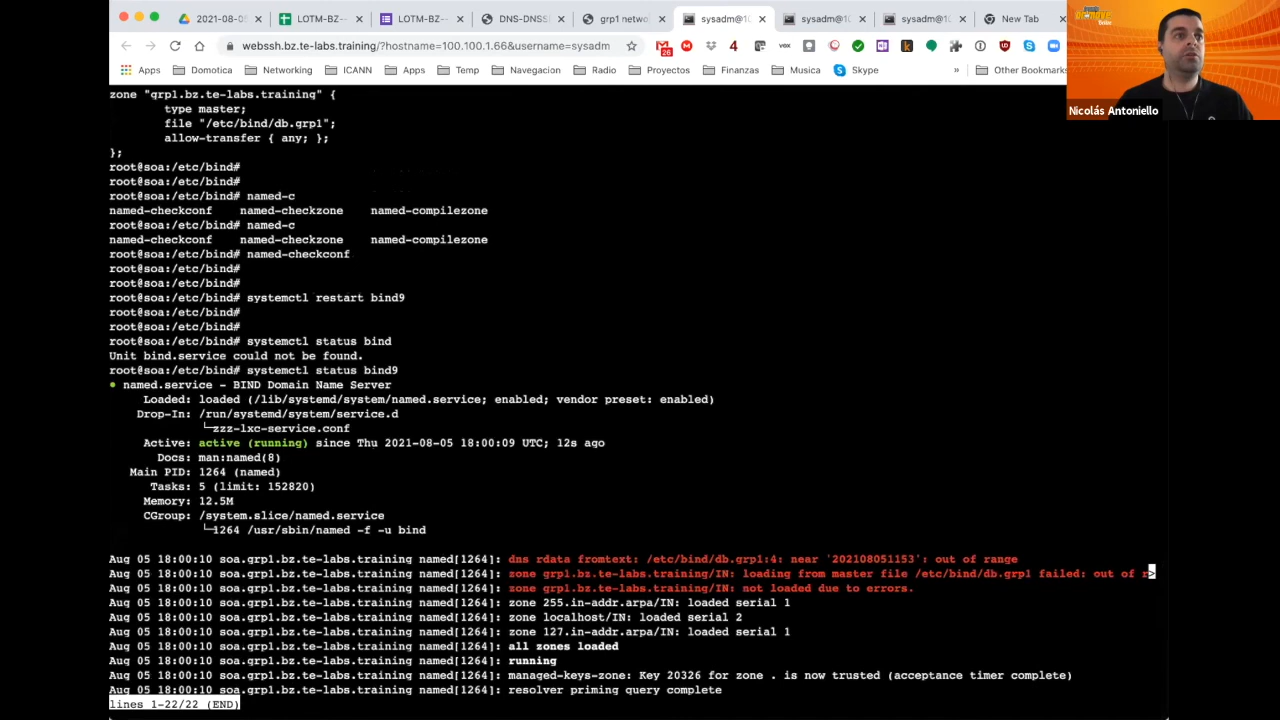 2021-08-05
LOTM-BZ--
LOTM-BZ--
DNS-DNSS
grp1 netwo
sysadm@10
sysadm@10
sysadm@10
New Tab
webssh.bz.te-labs.training/?hostname=100.100.1.66&username=sysadm
26
4
vox
Apps
Domotica
Networking
ICANN
Apps
Temp
Navegacion
Radio
Proyectos
Finanzas
Musica
Skype
»
Other Bookmarks
Nicolás Antoniello
zone "grp1.bz.te-labs.training" {
type master;
file "/etc/bind/db.grp1";
allow-transfer { any; };
};
root@soa:/etc/bind#
root@soa:/etc/bind#
root@soa:/etc/bind# named-c
named-checkconf named-checkzone named-compilezone
root@soa:/etc/bind# named-c
named-checkconf named-checkzone named-compilezone
root@soa:/etc/bind# named-checkconf
root@soa:/etc/bind#
root@soa:/etc/bind#
root@soa:/etc/bind# systemctl restart bind9
root@soa:/etc/bind#
root@soa:/etc/bind#
root@soa:/etc/bind# systemctl status bind
Unit bind.service could not be found.
root@soa:/etc/bind# systemctl status bind9
● named.service - BIND Domain Name Server
Loaded: loaded (/lib/systemd/system/named.service; enabled; vendor preset: enabled)
Drop-In: /run/systemd/system/service.d
└─zzz-lxc-service.conf
Active: active (running) since Thu 2021-08-05 18:00:09 UTC; 12s ago
Docs: man:named(8)
Main PID: 1264 (named)
Tasks: 5 (limit: 152820)
Memory: 12.5M
CGroup: /system.slice/named.service
└─1264 /usr/sbin/named -f -u bind
Aug 05 18:00:10 soa.grp1.bz.te-labs.training named[1264]: dns rdata fromtext: /etc/bind/db.grp1:4: near '202108051153': out of range
Aug 05 18:00:10 soa.grp1.bz.te-labs.training named[1264]: zone grp1.bz.te-labs.training/IN: loading from master file /etc/bind/db.grp1 failed: out of r>
Aug 05 18:00:10 soa.grp1.bz.te-labs.training named[1264]: zone grp1.bz.te-labs.training/IN: not loaded due to errors.
Aug 05 18:00:10 soa.grp1.bz.te-labs.training named[1264]: zone 255.in-addr.arpa/IN: loaded serial 1
Aug 05 18:00:10 soa.grp1.bz.te-labs.training named[1264]: zone localhost/IN: loaded serial 2
Aug 05 18:00:10 soa.grp1.bz.te-labs.training named[1264]: zone 127.in-addr.arpa/IN: loaded serial 1
Aug 05 18:00:10 soa.grp1.bz.te-labs.training named[1264]: all zones loaded
Aug 05 18:00:10 soa.grp1.bz.te-labs.training named[1264]: running
Aug 05 18:00:10 soa.grp1.bz.te-labs.training named[1264]: managed-keys-zone: Key 20326 for zone . is now trusted (acceptance timer complete)
Aug 05 18:00:10 soa.grp1.bz.te-labs.training named[1264]: resolver priming query complete
lines 1-22/22 (END)